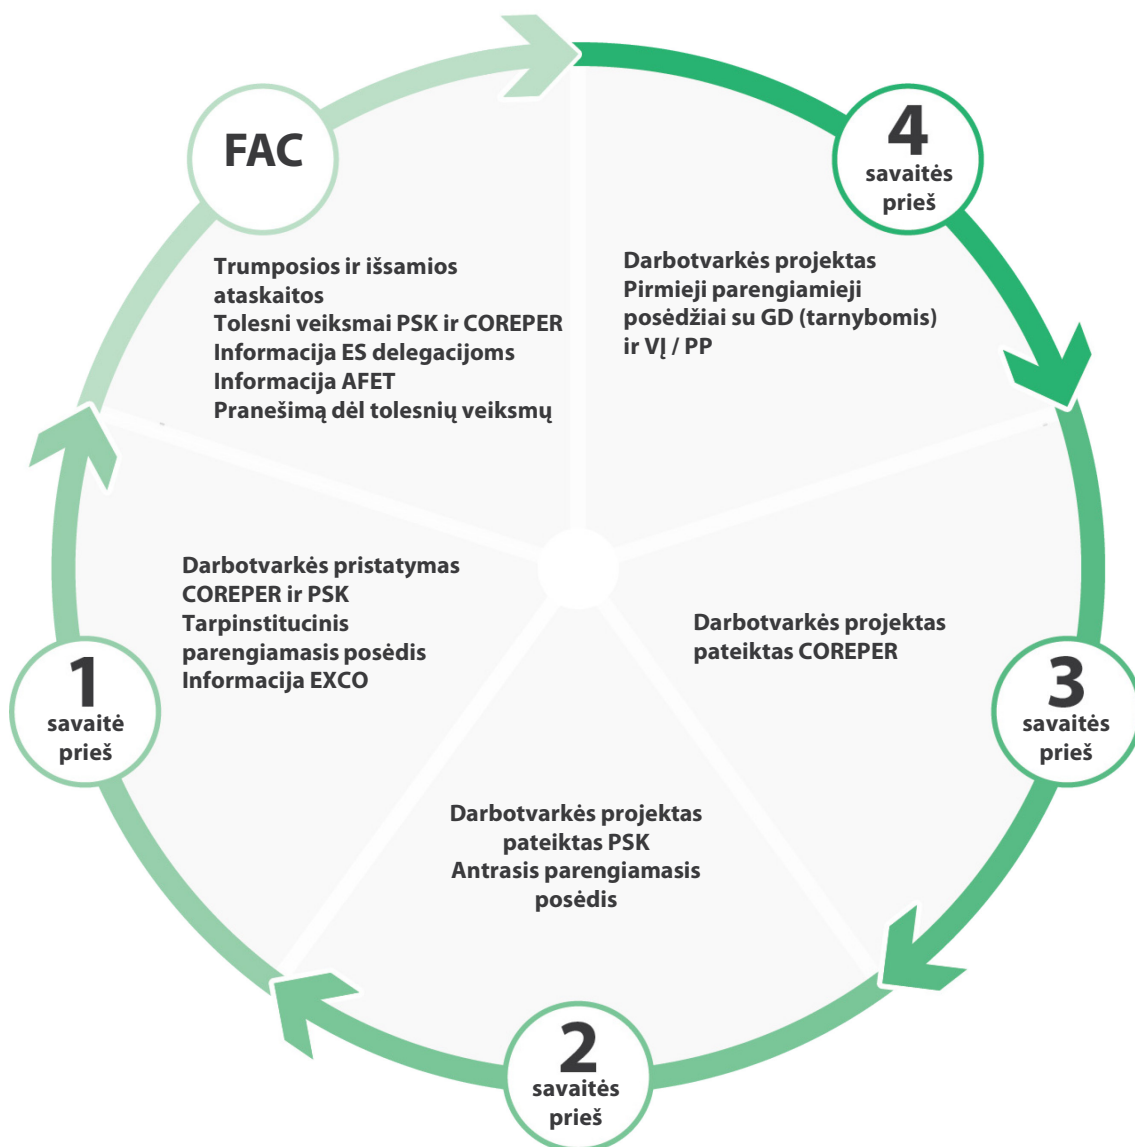 FAC
Trumposios ir išsamios
ataskaitos
Tolesni veiksmai PSK ir COREPER
Informacija ES delegacijoms
Informacija AFET
Pranešimą dėl tolesnių veiksmų
4
savaitės
prieš
Darbotvarkės projektas
Pirmieji parengiamieji
posėdžiai su GD (tarnybomis)
ir VĮ / PP
3
savaitės
prieš
Darbotvarkės projektas
pateiktas COREPER
2
savaitės
prieš
Darbotvarkės projektas
pateiktas PSK
Antrasis parengiamasis
posėdis
1
savaitė
prieš
Darbotvarkės pristatymas
COREPER ir PSK
Tarpinstitucinis
parengiamasis posėdis
Informacija EXCO